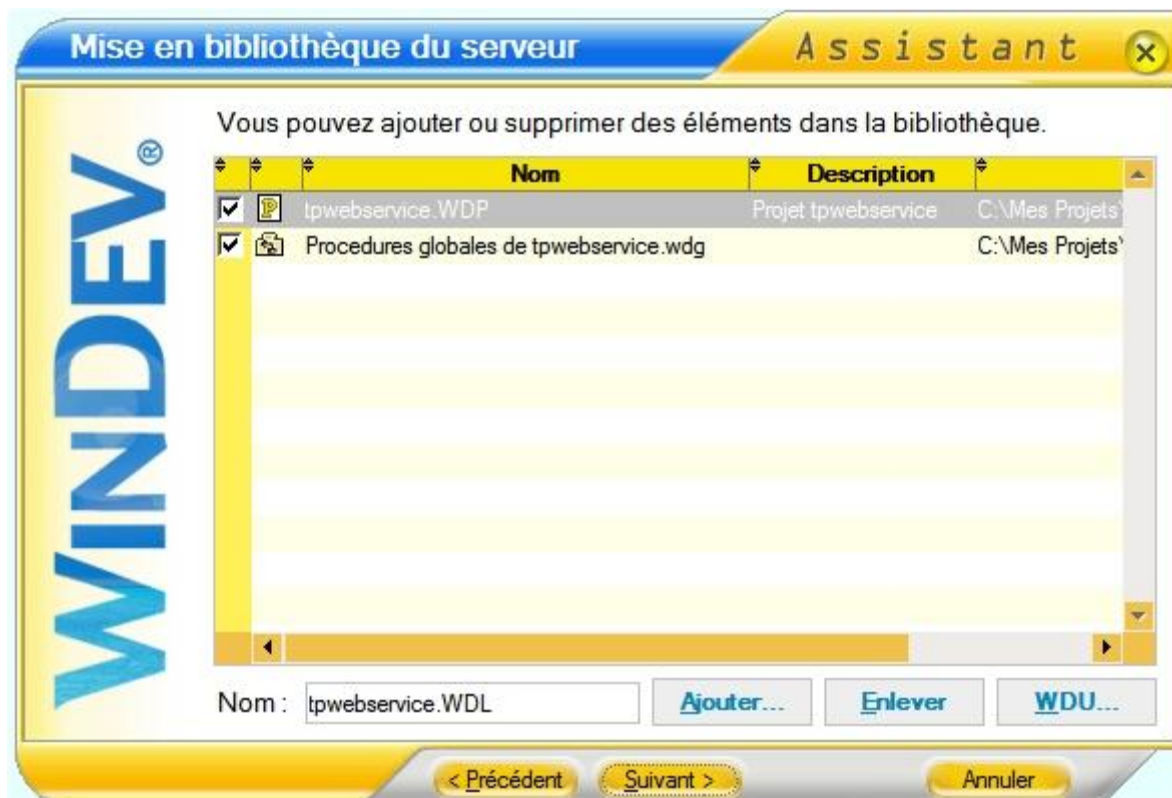 Mise en bibliothèque du serveur
Assistant
WINDEV®
Vous pouvez ajouter ou supprimer des éléments dans la bibliothèque.
Nom Description
tpwebservice.WDP Projet tpwebservice C:\Mes Projets\
Procedures globales de tpwebservice.wdg C:\Mes Projets\
Nom : tpwebservice.WDL Ajouter... Enlever WDU...
< Précédent Suivant > Annuler